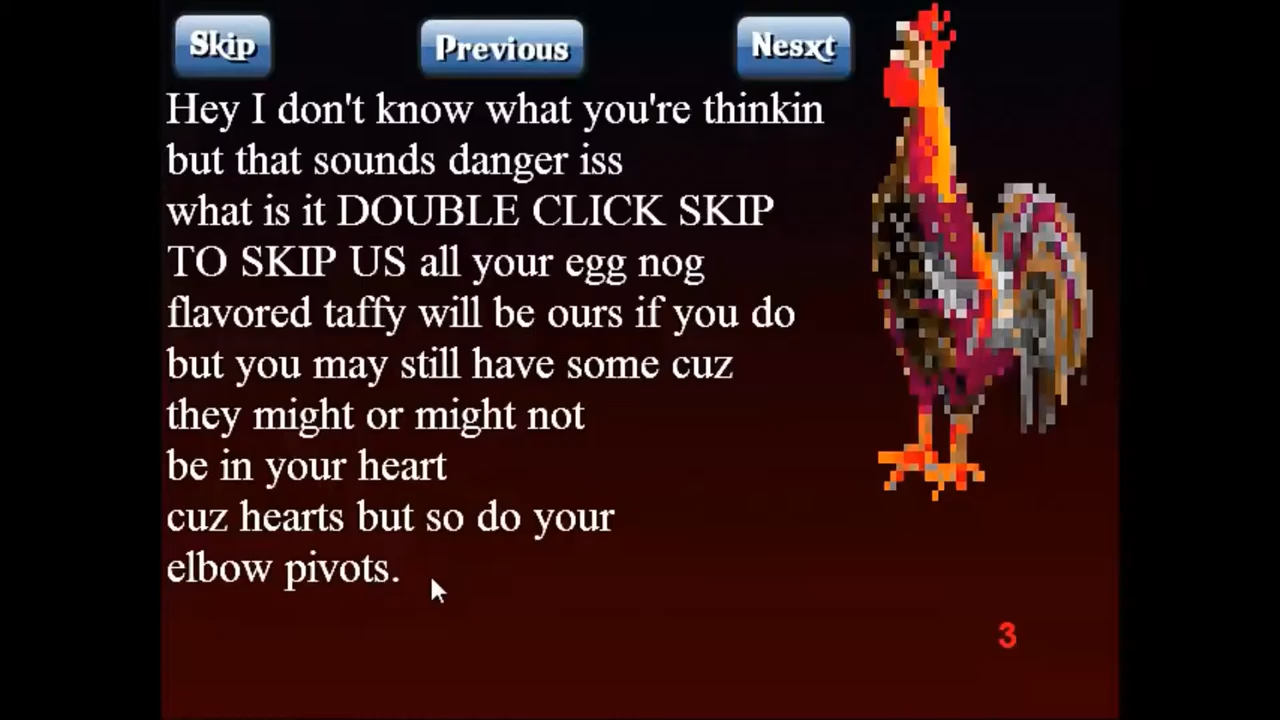 Skip
Previous
Nesxt
Hey I don't know what you're thinkin
but that sounds danger iss
what is it DOUBLE CLICK SKIP
TO SKIP US all your egg nog
flavored taffy will be ours if you do
but you may still have some cuz
they might or might not
be in your heart
cuz hearts but so do your
elbow pivots.
3